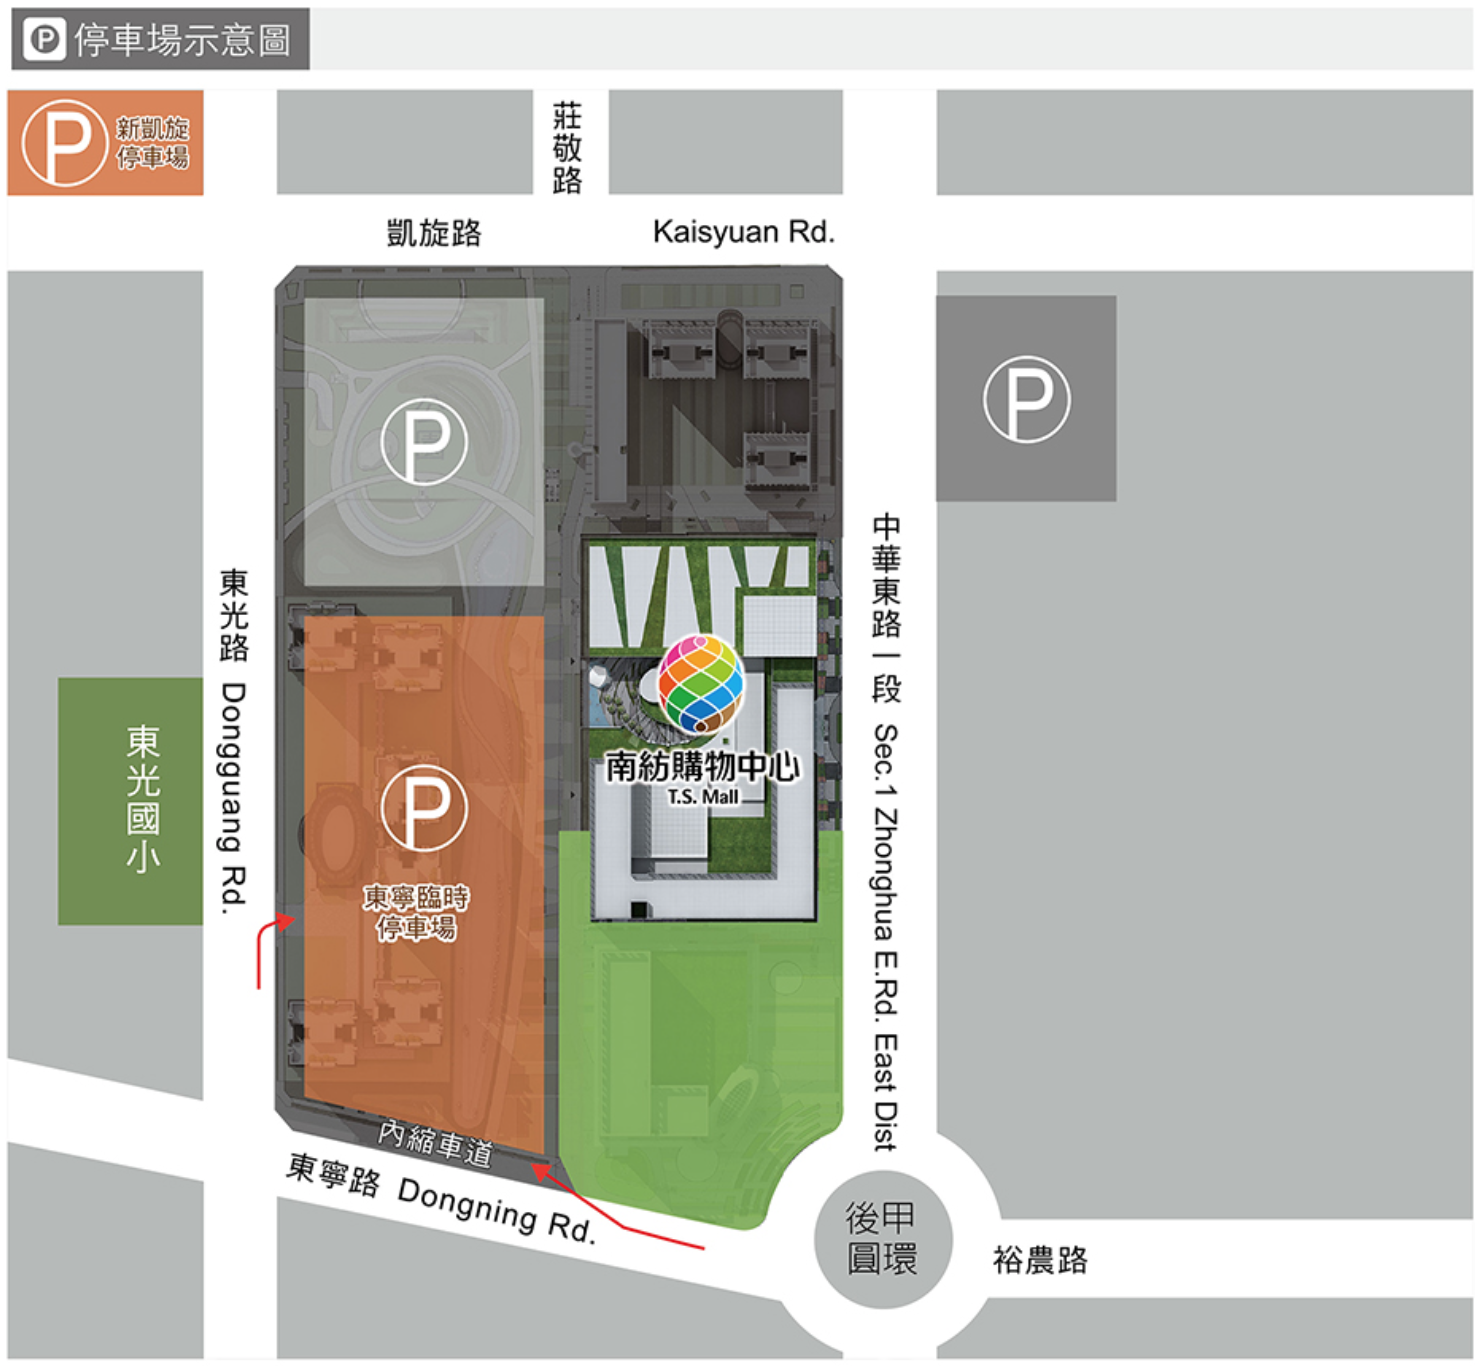 P 停車場示意圖
P 新凱旋
停車場
莊敬路
凱旋路 Kaisyuan Rd.
P
P
東光路 Dongguang Rd.
中華東路一段 Sec.1 Zhonghua E.Rd. East Dist
南紡購物中心
T.S. Mall
東光國小
P
東寧臨時
停車場
內縮車道
東寧路 Dongning Rd.
後甲
圓環
裕農路